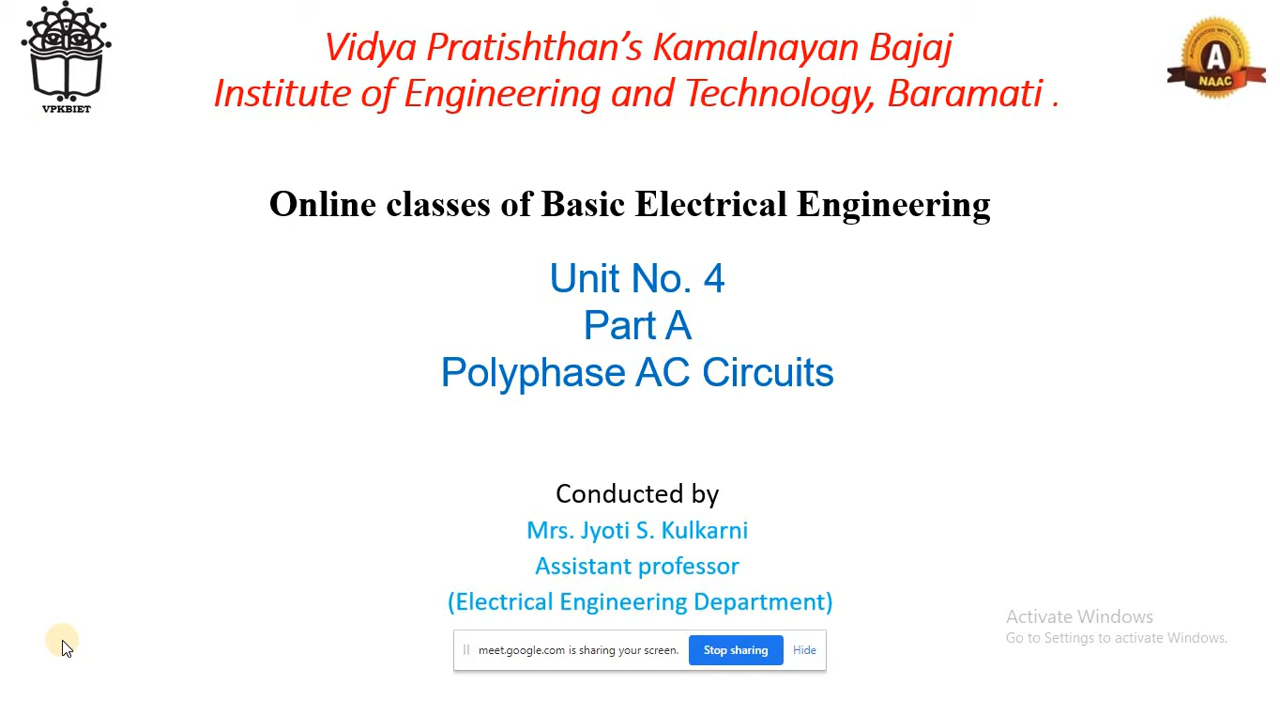 Vidya Pratishthan's Kamalnayan Bajaj
Institute of Engineering and Technology, Baramati .
VPKBIET
A
NAAC
Online classes of Basic Electrical Engineering
Unit No. 4
Part A
Polyphase AC Circuits
Conducted by
Mrs. Jyoti S. Kulkarni
Assistant professor
(Electrical Engineering Department)
meet.google.com is sharing your screen.
Stop sharing
Hide
Activate Windows
Go to Settings to activate Windows.